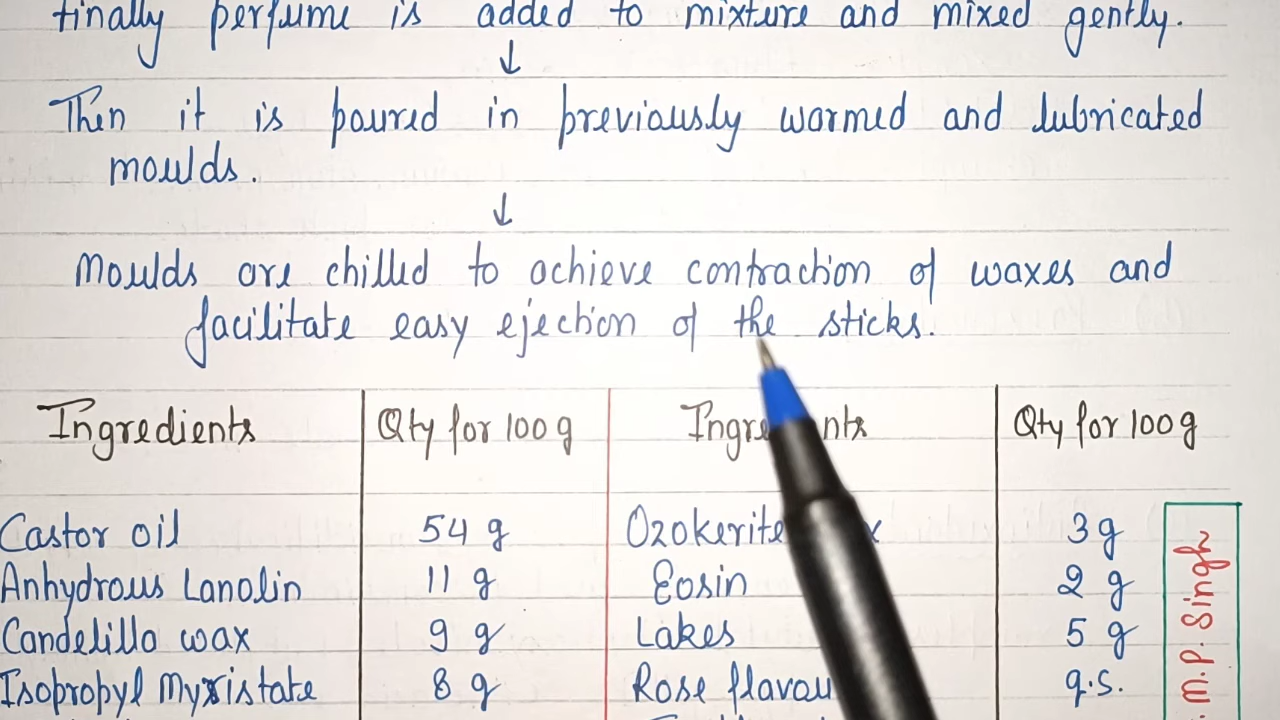 finally perfume is added to mixture and mixed gently.
↓
Then it is poured in previously warmed and lubricated
moulds.
↓
Moulds are chilled to achieve contraction of waxes and
facilitate easy ejection of the sticks.
Ingredients Qty for 100 g Qty for 100 g
Castor oil 54 g Ozokerite 3 g
Anhydrous Lanolin 11 g Eosin 2 g
Candelilla wax 9 g Lakes 5 g
Isopropyl Myristate 8 g Rose q.s.
M.P. Singh